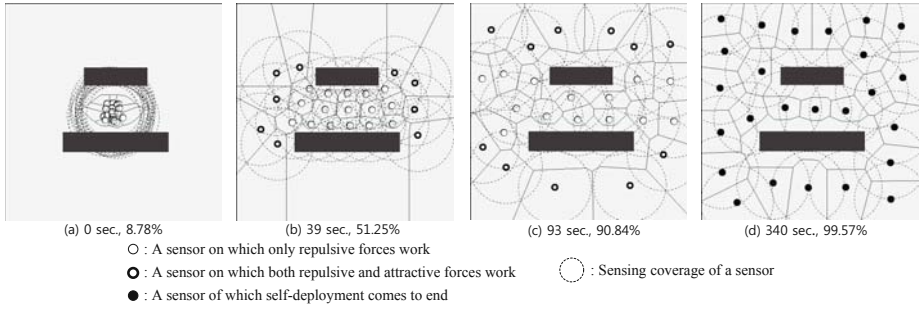 (a) 0 sec., 8.78%
(b) 39 sec., 51.25%
(c) 93 sec., 90.84%
(d) 340 sec., 99.57%
: A sensor on which only repulsive forces work
: A sensor on which both repulsive and attractive forces work
: A sensor of which self-deployment comes to end
: Sensing coverage of a sensor